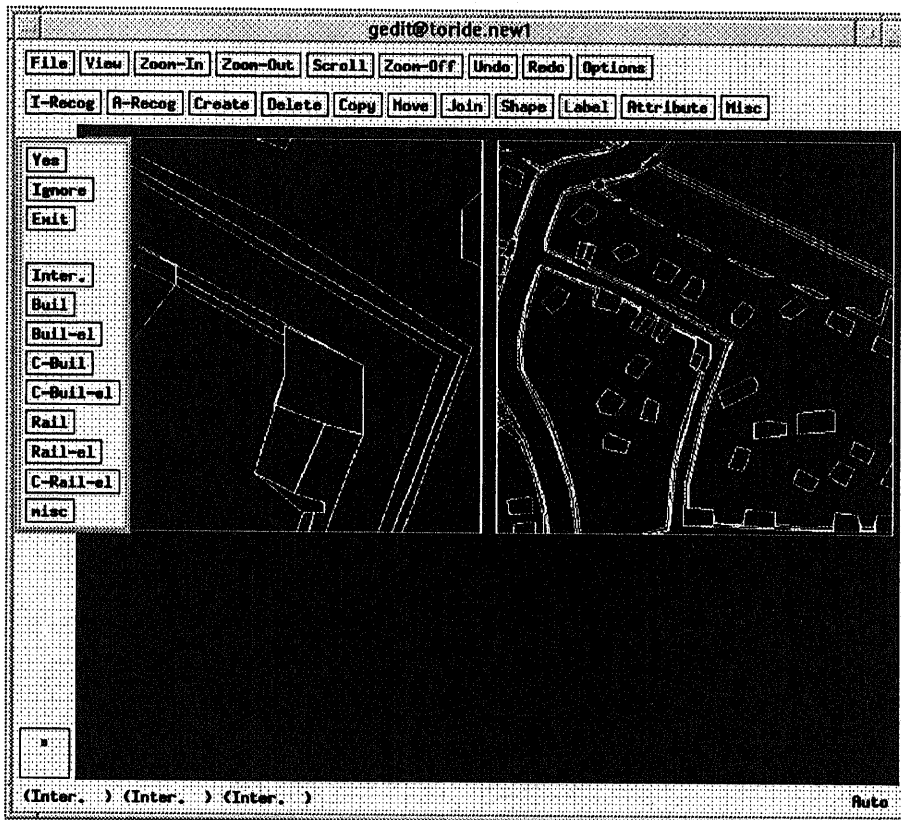 gedit@toride.new1
File View Zoom-In Zoom-Out Scroll Zoom-Off Undo Redo Options
I-Recog A-Recog Create Delete Copy Move Join Shape Label Attribute Misc
Yes
Ignore
Exit
Inter.
Buil
Buil-el
C-Buil
C-Buil-el
Rail
Rail-el
C-Rail-el
misc
(Inter. ) (Inter. ) (Inter. )
Auto